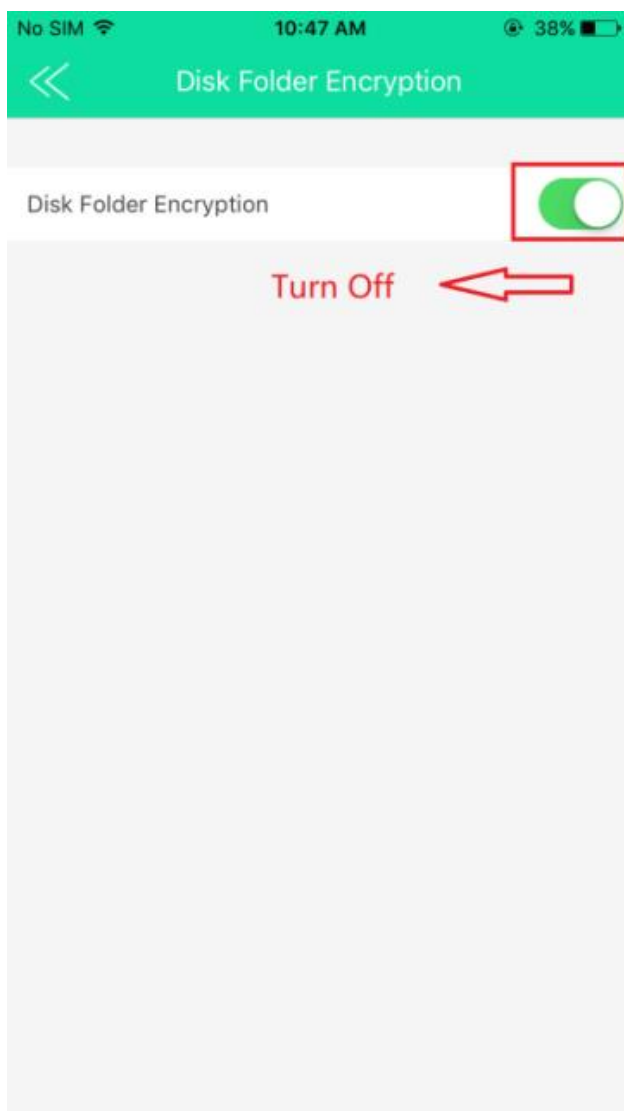 No SIM 10:47 AM 38%
Disk Folder Encryption
Disk Folder Encryption
Turn Off